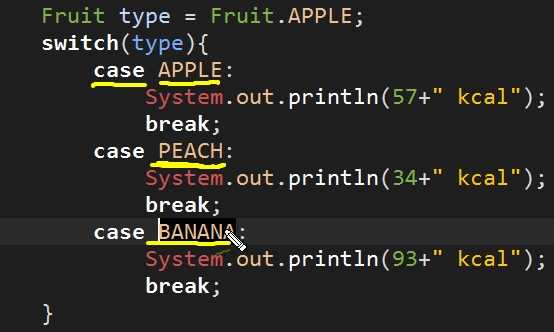 Fruit type = Fruit.APPLE;
switch(type){
case APPLE:
System.out.println(57+" kcal");
break;
case PEACH:
System.out.println(34+" kcal");
break;
case BANANA:
System.out.println(93+" kcal");
break;
}